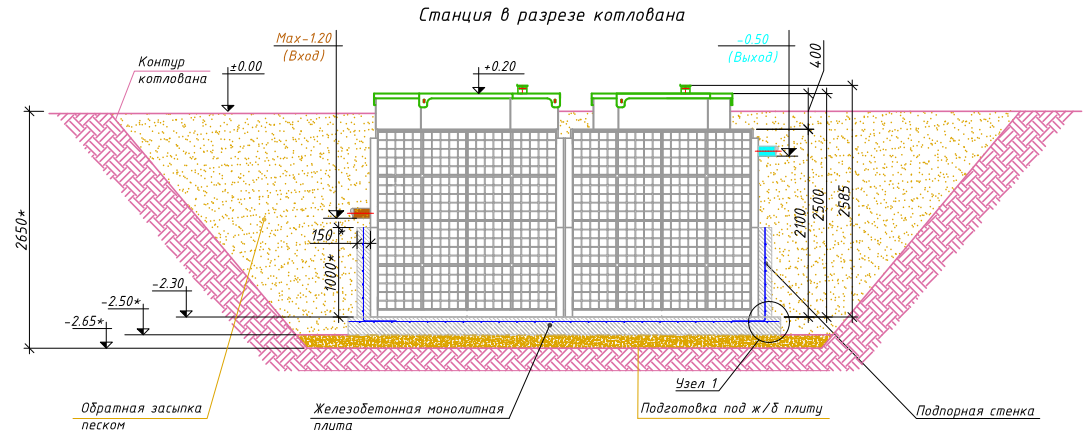 Станция в разрезе котлована
Max-1.20
(Вход)
-0.50
(Выход)
400
Контур
котлована
±0.00
+0.20
2650*
150*
1000*
2100
2500
2585
-2.30
-2.50*
-2.65*
Узел 1
Обратная засыпка
песком
Железобетонная монолитная
плита
Подготовка под ж/б плиту
Подпорная стенка